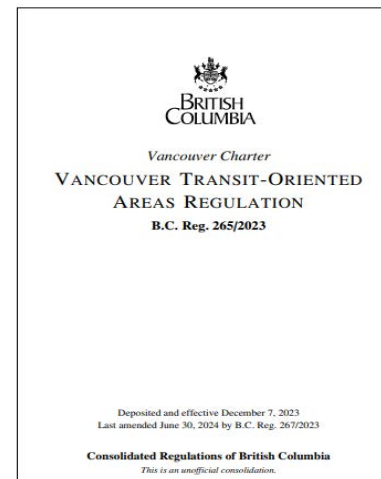 BRITISH
COLUMBIA
Vancouver Charter
VANCOUVER TRANSIT-ORIENTED
AREAS REGULATION
B.C. Reg. 265/2023
Deposited and effective December 7, 2023
Last amended June 30, 2024 by B.C. Reg. 267/2023
Consolidated Regulations of British Columbia
This is an unofficial consolidation.